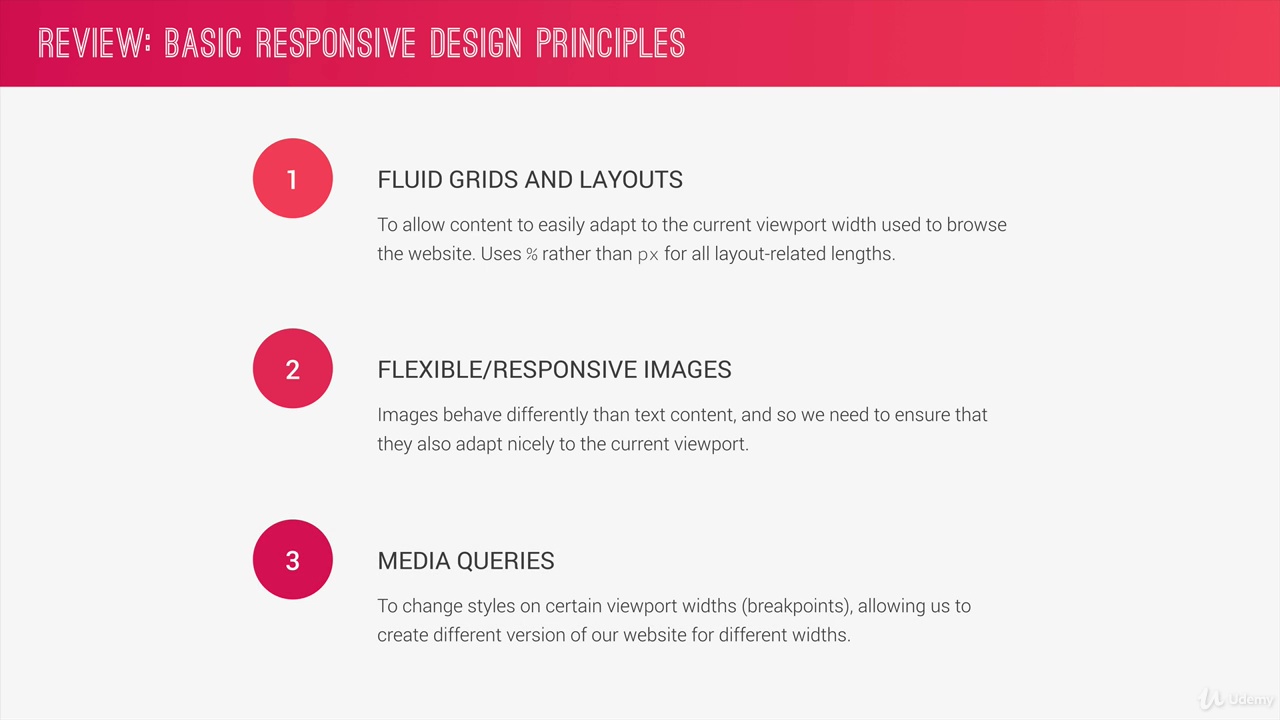 REVIEW: BASIC RESPONSIVE DESIGN PRINCIPLES
1
FLUID GRIDS AND LAYOUTS
To allow content to easily adapt to the current viewport width used to browse
the website. Uses % rather than px for all layout-related lengths.
2
FLEXIBLE/RESPONSIVE IMAGES
Images behave differently than text content, and so we need to ensure that
they also adapt nicely to the current viewport.
3
MEDIA QUERIES
To change styles on certain viewport widths (breakpoints), allowing us to
create different version of our website for different widths.
Udemy